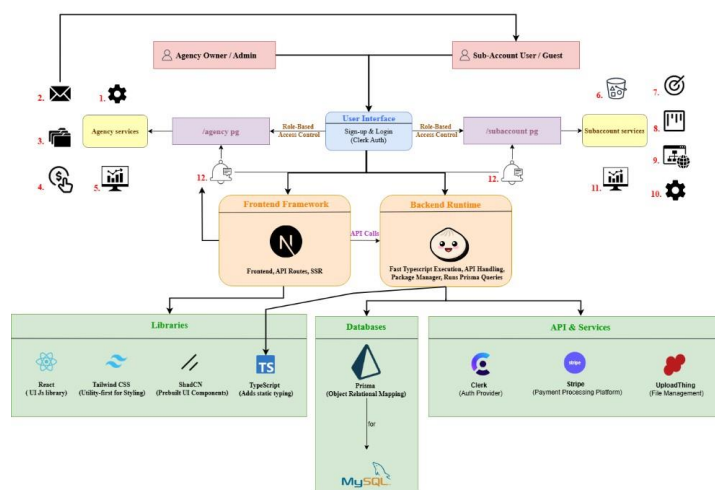 Agency Owner / Admin
Sub-Account User / Guest
2.
1.
6.
7.
3.
Agency services
/agency pg
Role-Based
Access Control
User Interface
Sign-up & Login
(Clerk Auth)
Role-Based
Access Control
/subaccount pg
Subaccount services
8.
9.
4.
5.
12.
12.
11.
10.
Frontend Framework
N
Frontend, API Routes, SSR
API Calls
Backend Runtime
Fast Typescript Execution, API Handling,
Package Manager, Runs Prisma Queries
Libraries
React
( UI Js library)
Tailwind CSS
(Utility-first for Styling)
ShadCN
(Prebuilt UI Components)
TS
TypeScript
(Adds static typing)
Databases
Prisma
(Object Relational Mapping)
for
MySQL
API & Services
Clerk
(Auth Provider)
stripe
Stripe
(Payment Processing Platform)
UploadThing
(File Management)